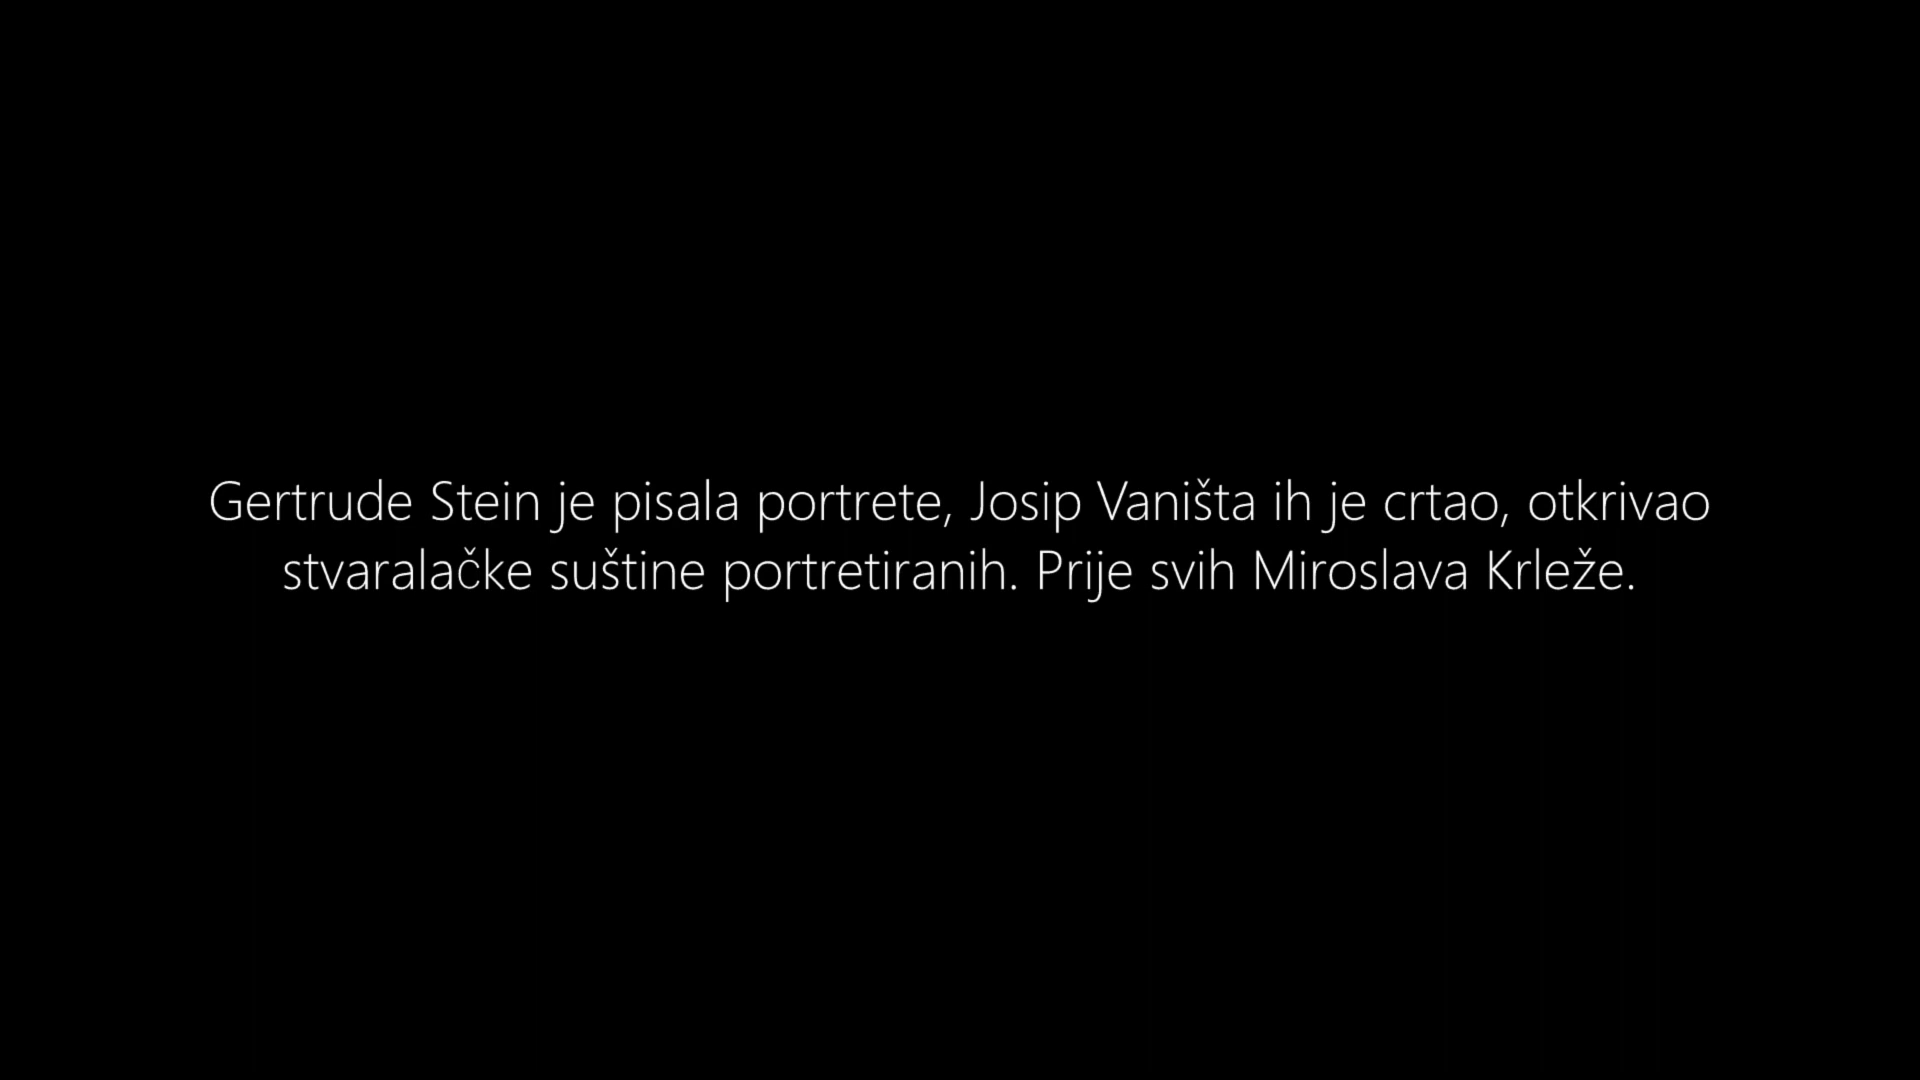 Gertrude Stein je pisala portrete, Josip Vaništa ih je crtao, otkrivao
stvaralačke suštine portretiranih. Prije svih Miroslava Krleže.